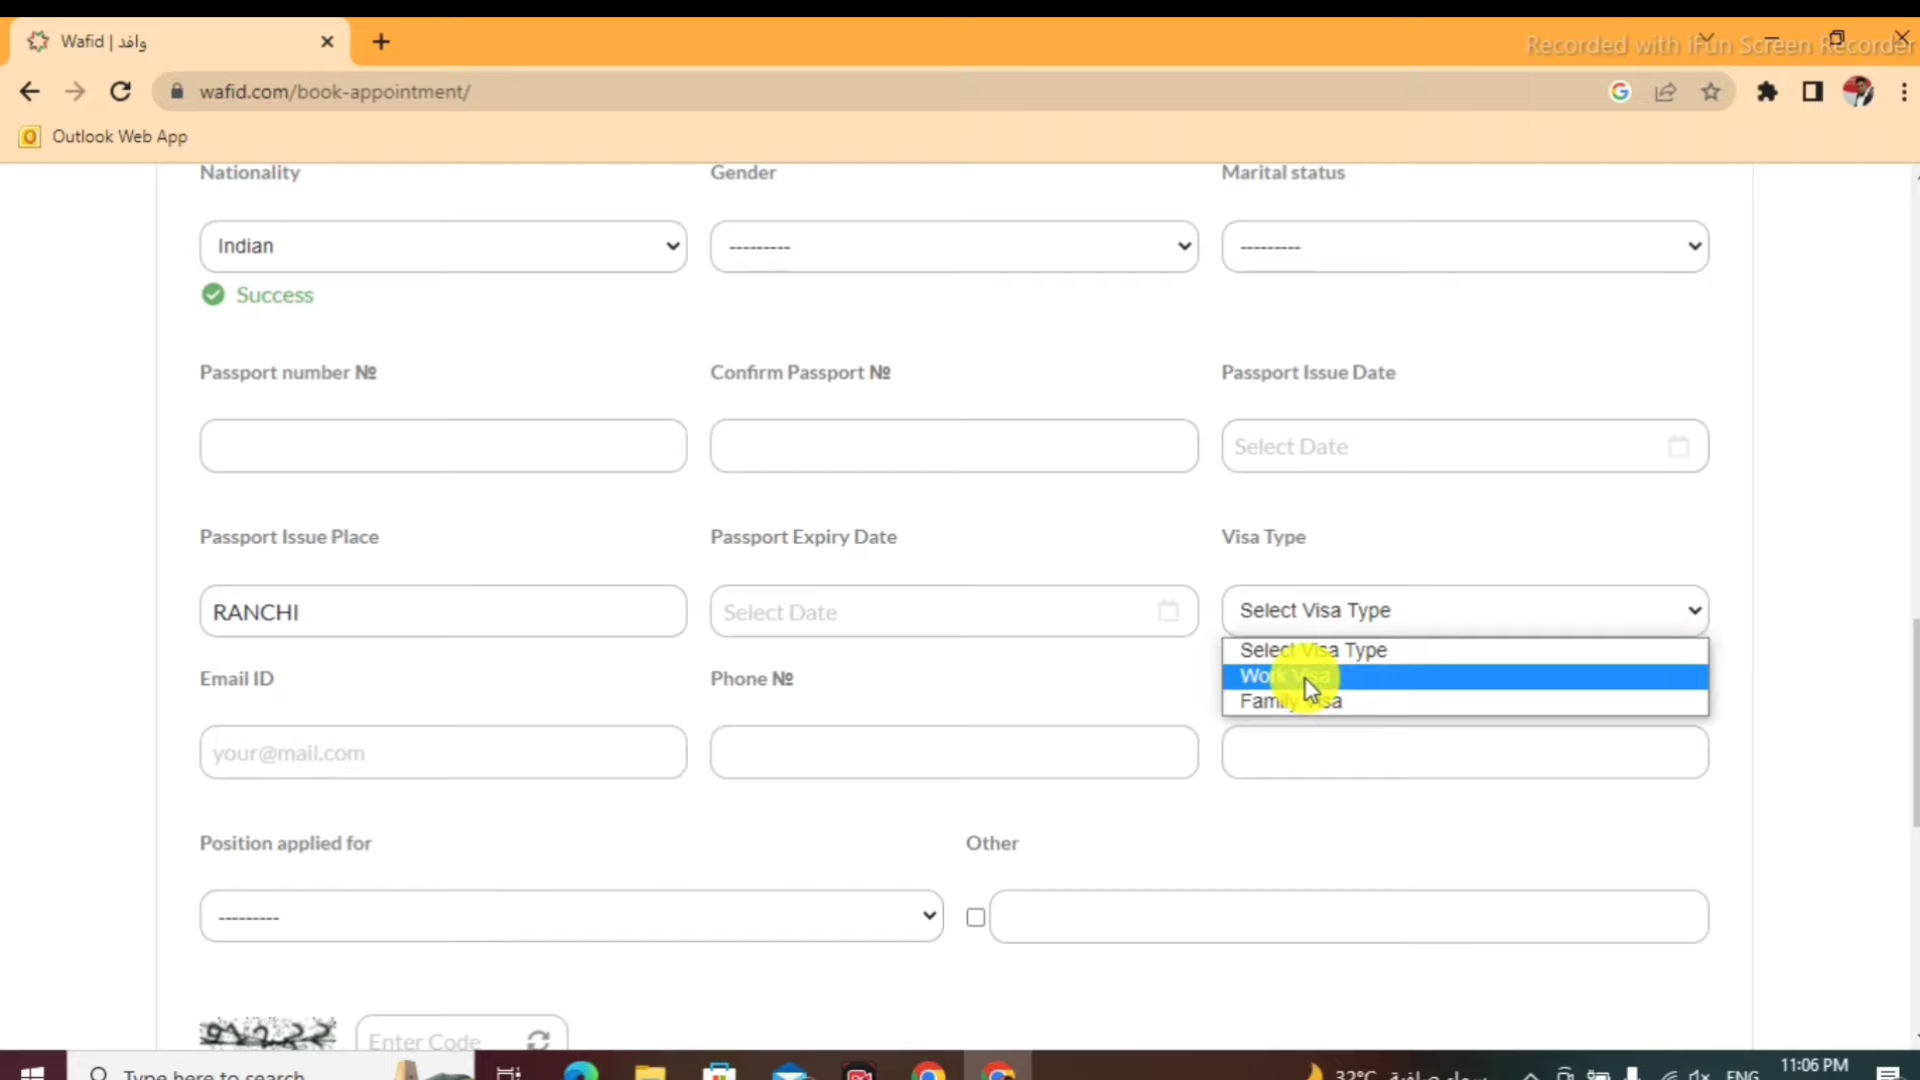 Wafid | وافد
Recorded with iFun Screen Recorder
wafid.com/book-appointment/
Outlook Web App
Nationality
Gender
Marital status
Indian
---------
---------
Success
Passport number №
Confirm Passport №
Passport Issue Date
Select Date
Passport Issue Place
Passport Expiry Date
Visa Type
RANCHI
Select Date
Select Visa Type
Select Visa Type
Work Visa
Family Visa
Email ID
Phone №
your@mail.com
Position applied for
Other
---------
Enter Code
Type here to search
32°C
ENG
11:06 PM